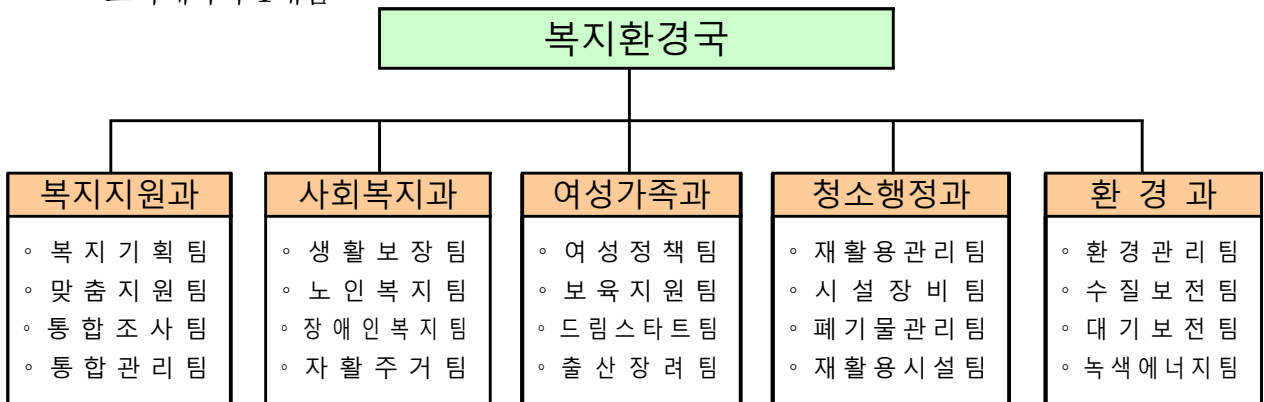 복지환경국
복지지원과
◦ 복지기획팀
◦ 맞춤지원팀
◦ 통합조사팀
◦ 통합관리팀
사회복지과
◦ 생활보장팀
◦ 노인복지팀
◦ 장애인복지팀
◦ 자활주거팀
여성가족과
◦ 여성정책팀
◦ 보육지원팀
◦ 드림스타트팀
◦ 출산장려팀
청소행정과
◦ 재활용관리팀
◦ 시설장비팀
◦ 폐기물관리팀
◦ 재활용시설팀
환경과
◦ 환경관리팀
◦ 수질보전팀
◦ 대기보전팀
◦ 녹색에너지팀